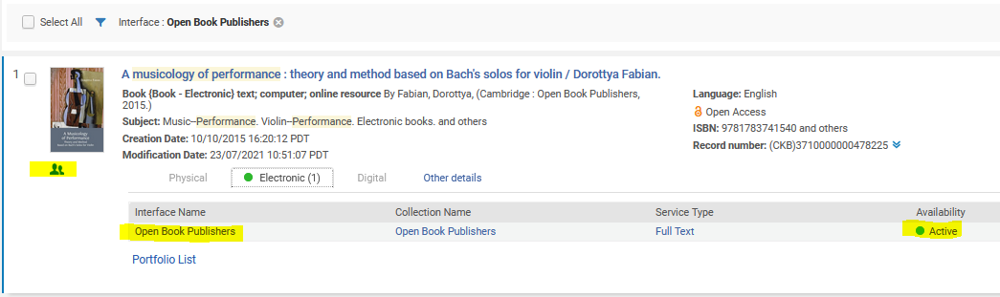 Select All Interface : Open Book Publishers
1 A musicology of performance : theory and method based on Bach's solos for violin / Dorottya Fabian.
Book {Book - Electronic} text; computer; online resource By Fabian, Dorottya, (Cambridge : Open Book Publishers,
2015.)
Subject: Music--Performance. Violin--Performance. Electronic books. and others
Creation Date: 10/10/2015 16:20:12 PDT
Modification Date: 23/07/2021 10:51:07 PDT
Language: English
Open Access
ISBN: 9781783741540 and others
Record number: (CKB)3710000000478225
A Musicology
of Performance
Physical Electronic (1) Digital Other details
Interface Name Collection Name Service Type Availability
Open Book Publishers Open Book Publishers Full Text Active
Portfolio List